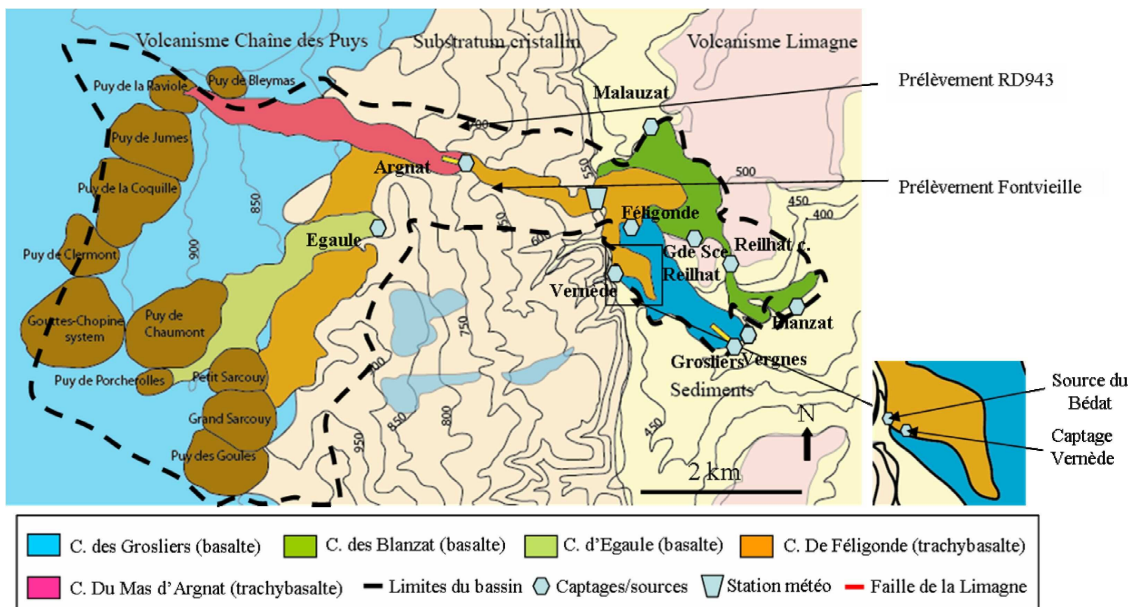 Volcanisme Chaîne des Puys
Substratum cristallin
Volcanisme Limagne
Puy de la Raviole
Puy de Bleymas
Prélèvement RD943
Malauzat
700
Puy de Jumes
Argnat
550
Puy de la Coquille
850
500
Prélèvement Fontvieille
450
400
650
600
Féligonde
Egaule
Reilhat c.
Gde Sce
Reilhat
900
Puy de Clermont
Vernède
Gouttes-Chopine
system
Puy de
Chaumont
750
Blanzat
Grosliers
Vergnes
Puy de Porcherolles
Petit Sarcouy
900
850
800
Sediments
Source du
Bédat
Grand Sarcouy
N
Captage
Vernède
950
450
Puy des Goules
2 km
C. des Grosliers (basalte)
C. des Blanzat (basalte)
C. d'Egaule (basalte)
C. De Féligonde (trachybasalte)
C. Du Mas d'Argnat (trachybasalte)
Limites du bassin
Captages/sources
Station météo
Faille de la Limagne